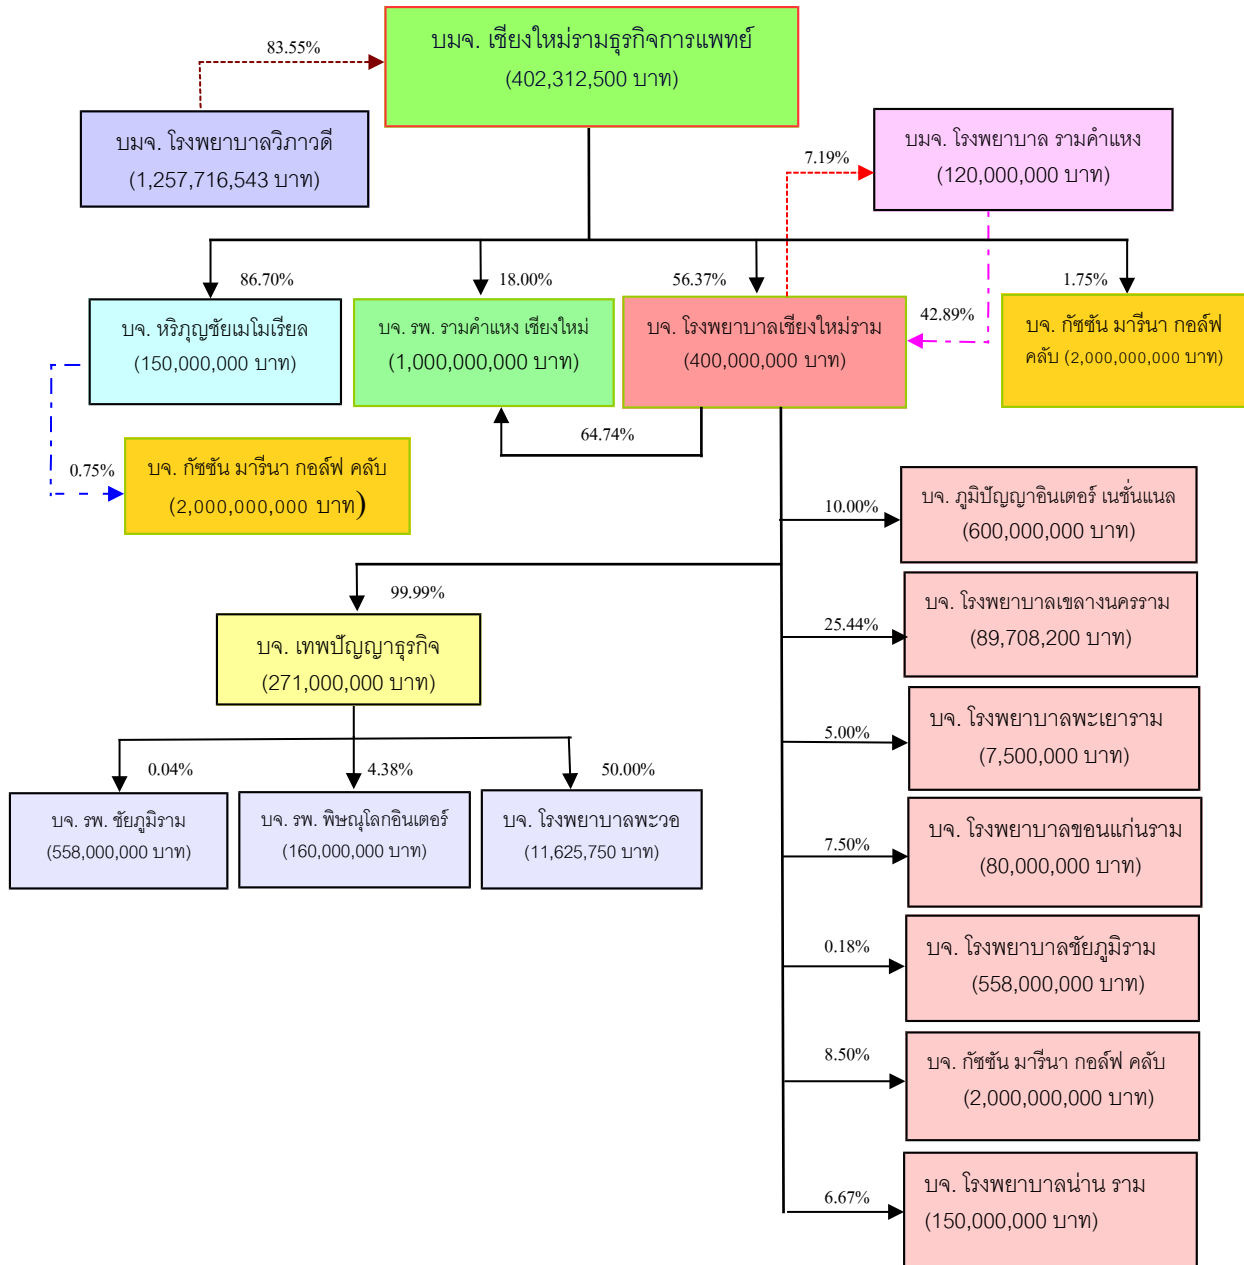 บมจ. เชียงใหม่รามธุรกิจการแพทย์
(402,312,500 บาท)
83.55%
บมจ. โรงพยาบาลวิภาวดี
(1,257,716,543 บาท)
บมจ. โรงพยาบาล รามคำแหง
(120,000,000 บาท)
7.19%
86.70%
18.00%
56.37%
1.75%
42.89%
บจ. หริภุญชัยเมโมเรียล
(150,000,000 บาท)
บจ. รพ. รามคำแหง เชียงใหม่
(1,000,000,000 บาท)
บจ. โรงพยาบาลเชียงใหม่ราม
(400,000,000 บาท)
บจ. กัซซัน มารีนา กอล์ฟ
คลับ (2,000,000,000 บาท)
64.74%
0.75%
บจ. กัซซัน มารีนา กอล์ฟ คลับ
(2,000,000,000 บาท)
10.00%
บจ. ภูมิปัญญาอินเตอร์ เนชั่นแนล
(600,000,000 บาท)
99.99%
บจ. เทพปัญญาธุรกิจ
(271,000,000 บาท)
25.44%
บจ. โรงพยาบาลเขลางนครราม
(89,708,200 บาท)
5.00%
บจ. โรงพยาบาลพะเยาราม
(7,500,000 บาท)
0.04%
4.38%
50.00%
บจ. รพ. ชัยภูมิราม
(558,000,000 บาท)
บจ. รพ. พิษณุโลกอินเตอร์
(160,000,000 บาท)
บจ. โรงพยาบาลพะวอ
(11,625,750 บาท)
7.50%
บจ. โรงพยาบาลขอนแก่นราม
(80,000,000 บาท)
0.18%
บจ. โรงพยาบาลชัยภูมิราม
(558,000,000 บาท)
8.50%
บจ. กัซซัน มารีนา กอล์ฟ คลับ
(2,000,000,000 บาท)
6.67%
บจ. โรงพยาบาลน่าน ราม
(150,000,000 บาท)